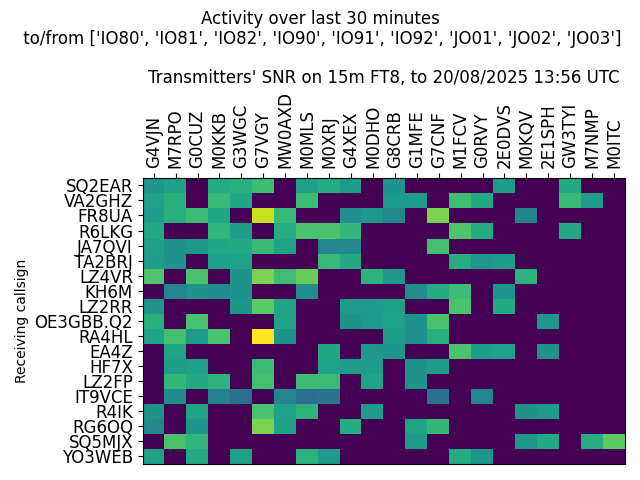 Activity over last 30 minutes
to/from ['IO80', 'IO81', 'IO82', 'IO90', 'IO91', 'IO92', 'JO01', 'JO02', 'JO03']
Transmitters' SNR on 15m FT8, to 20/08/2025 13:56 UTC
G4VJN
M7RPO
G0CUZ
M0KKB
G3WGC
G7VGY
MW0AXD
M0MLS
M0XRJ
G4XEX
M0DHO
G8CRB
G1MFE
G7CNF
M1FCV
G0RVY
2E0DVS
M0KQV
2E1SPH
GW3TYI
M7NMP
M0ITC
Receiving callsign
SQ2EAR
VA2GHZ
FR8UA
R6LKG
IA7QVI
TA2BRJ
LZ4VR
KH6M
LZ2RR
OE3GBB.Q2
RA4HL
EA4Z
HF7X
LZ2FP
IT9VCE
R4IK
RG6OQ
SQ5MJX
YO3WEB